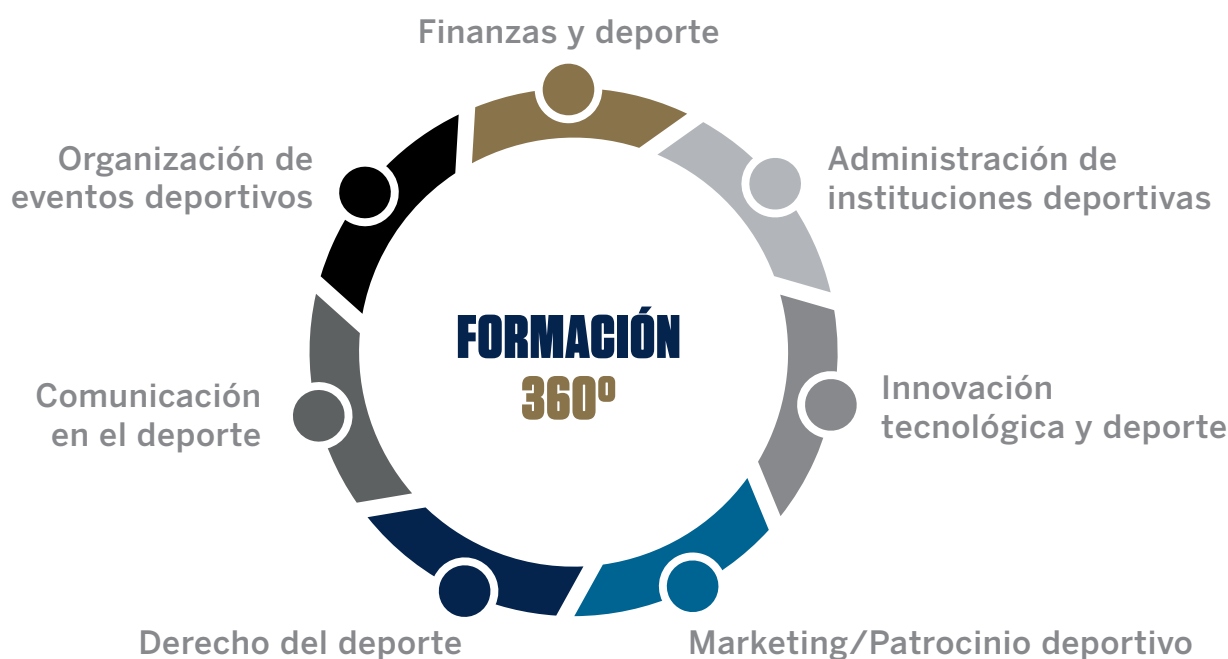 Finanzas y deporte
Organización de
eventos deportivos
Administración de
instituciones deportivas
FORMACIÓN
360º
Comunicación
en el deporte
Innovación
tecnológica y deporte
Derecho del deporte
Marketing/Patrocinio deportivo